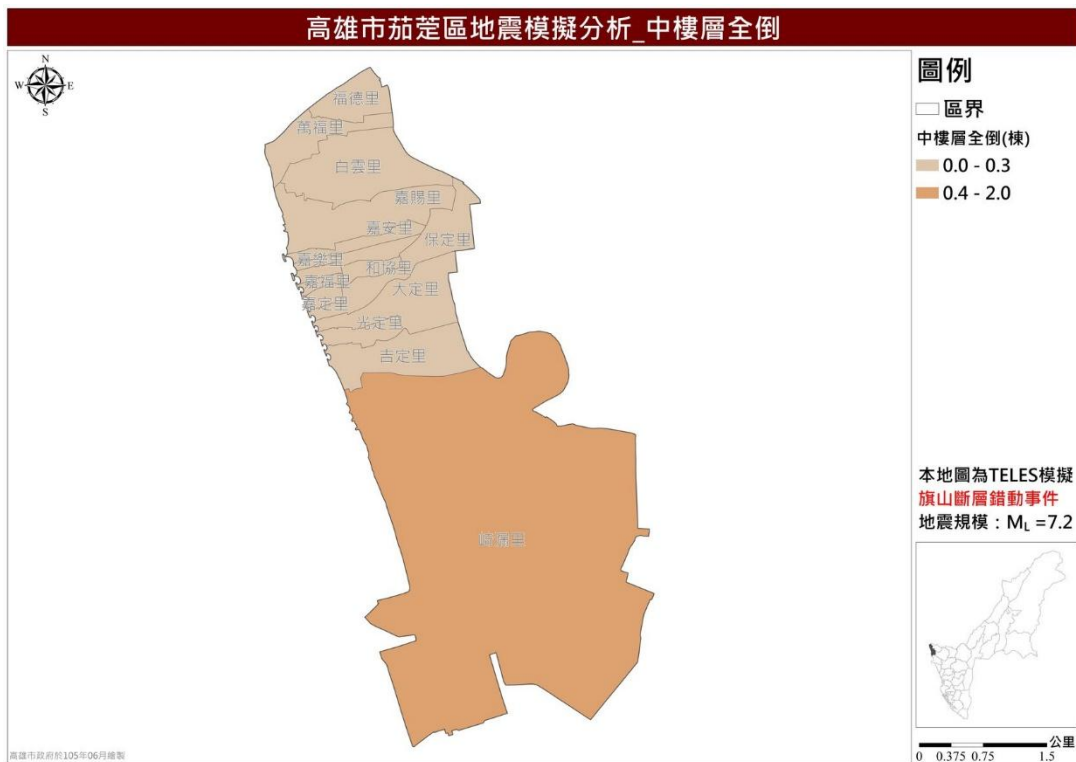 高雄市茄萣區地震模擬分析_中樓層全倒
N
W
E
S
福德里
萬福里
白雲里
嘉賜里
嘉安里
保定里
嘉樂里
和協里
嘉福里
大定里
嘉定里
光定里
吉定里
崎漏里
圖例
區界
中樓層全倒(棟)
0.0 - 0.3
0.4 - 2.0
本地圖為TELES模擬
旗山斷層錯動事件
地震規模：ML =7.2
公里
0 0.375 0.75 1.5
高雄市政府於105年06月繪製